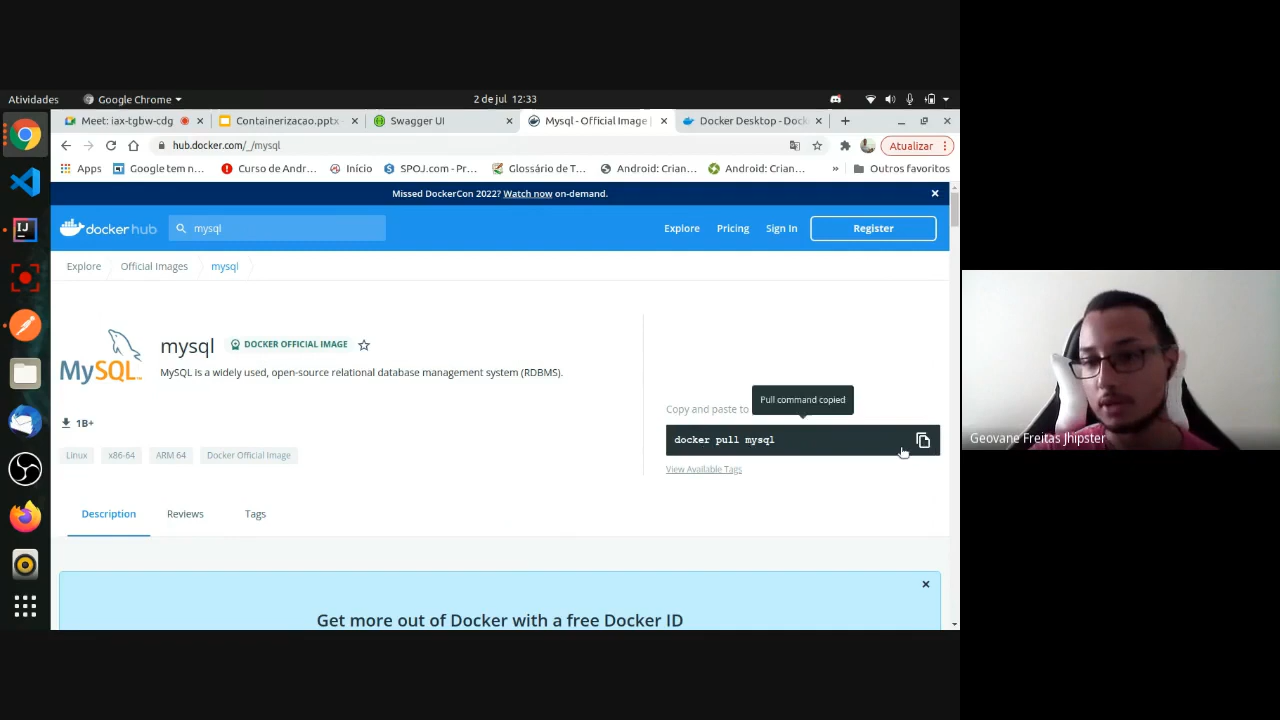 Atividades
Google Chrome
2 de jul 12:33
Meet: iax-tgbw-cdg
Containerizacao.pptx -
Swagger UI
Mysql - Official Image
Docker Desktop - Dock
hub.docker.com/_/mysql
Atualizar
Apps
Google tem n...
Curso de Andr...
Início
SPOJ.com - Pr...
Glossário de T...
Android: Crian...
Android: Crian...
»
Outros favoritos
Missed DockerCon 2022? Watch now on-demand.
docker hub
mysql
Explore
Pricing
Sign In
Register
Explore
Official Images
mysql
MySQL
mysql
DOCKER OFFICIAL IMAGE
MySQL is a widely used, open-source relational database management system (RDBMS).
Pull command copied
Copy and paste to
1B+
docker pull mysql
Linux
x86-64
ARM 64
Docker Official Image
View Available Tags
Description
Reviews
Tags
Get more out of Docker with a free Docker ID
IJ
Geovane Freitas Jhipster